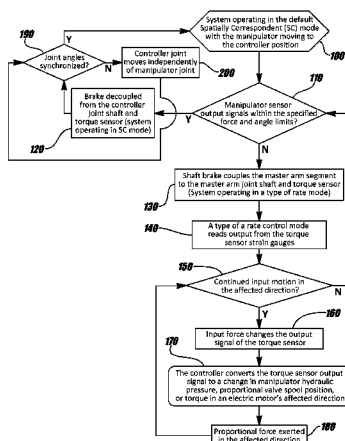 190
Joint angles
synchronized?
Y
N
Controller joint
moves independently
of manipulator joint
200
System operating in the default
Spatially Correspondent (SC) mode
with the manipulator moving to
the controller position
100
110
Manipulator sensor
output signals within the specified
force and angle limits?
Y
N
Brake decoupled
from the controller
joint shaft and
torque sensor (system
operating in SC mode)
120
Shaft brake couples the master arm segment
to the master arm joint shaft and torque sensor
(System operating in a type of rate mode)
130
140
A type of a rate control mode
reads output from the torque
sensor strain gauges
150
Continued input motion in
the affected direction?
N
Y
160
Input force changes the output
signal of the torque sensor
170
The controller converts the torque sensor output
signal to a change in manipulator hydraulic
pressure, proportional valve spool position,
or torque in an electric motor's affected direction
180
Proportional force exerted
in the affected direction